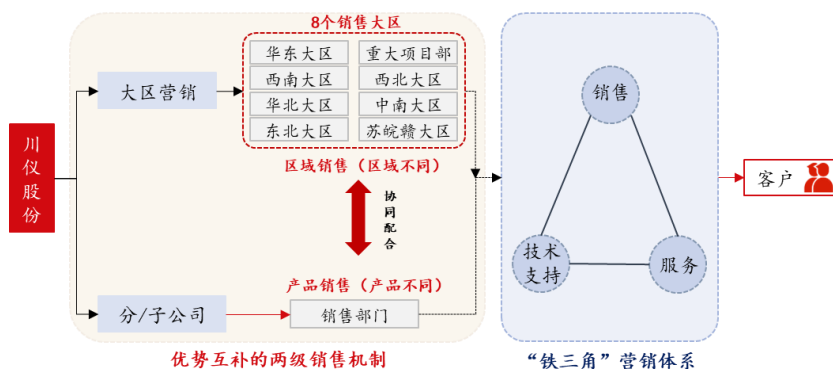 8个销售大区
华东大区
重大项目部
西南大区
西北大区
华北大区
中南大区
东北大区
苏皖赣大区
大区营销
区域销售（区域不同）
协同配合
产品销售（产品不同）
川仪股份
分/子公司
销售部门
优势互补的两级销售机制
销售
技术
支持
服务
“铁三角”营销体系
客户